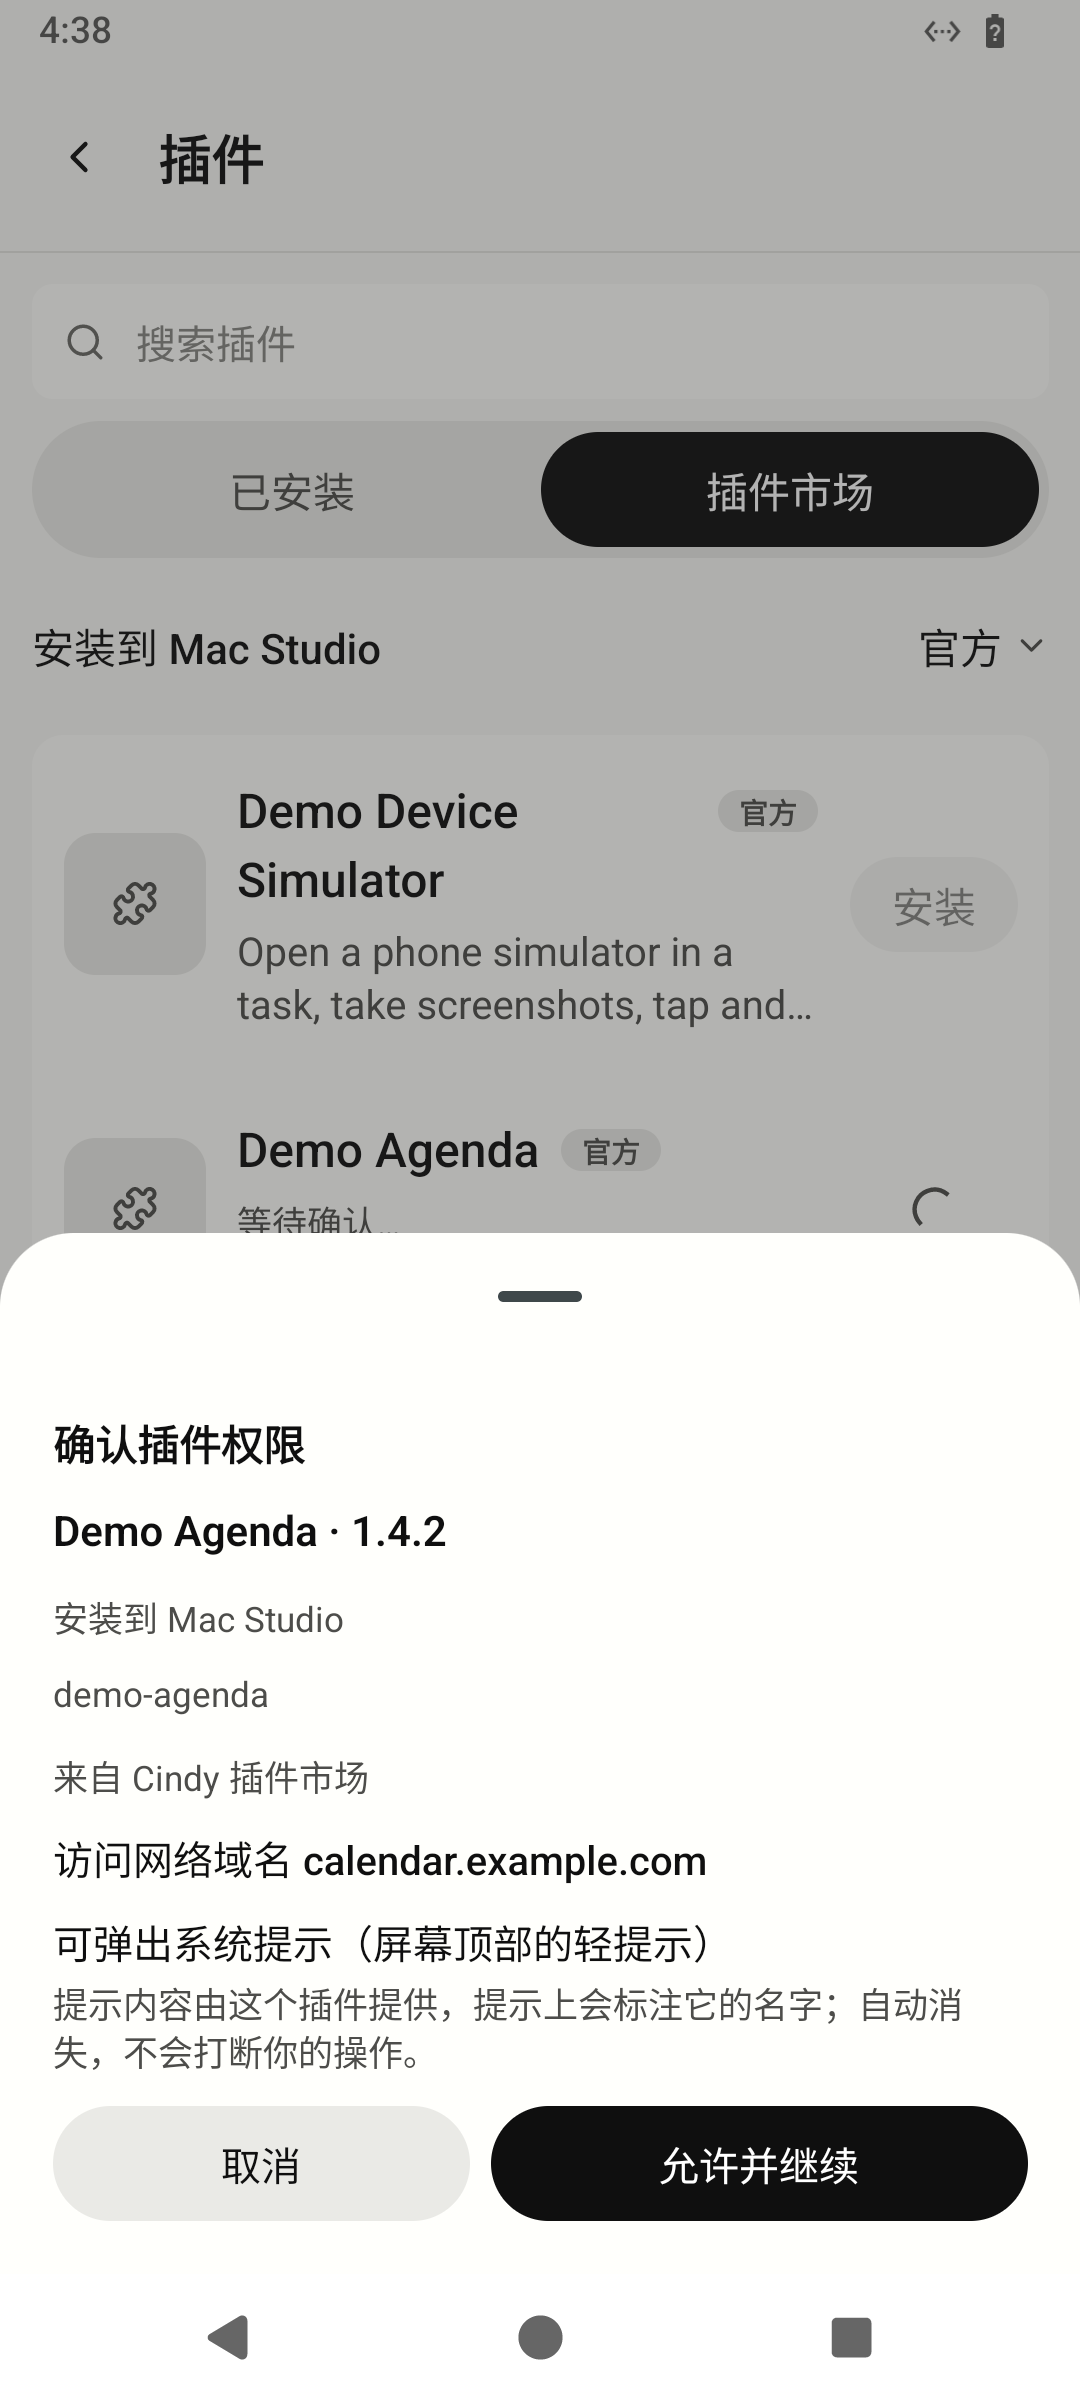 4:38
插件
搜索插件
已安装
插件市场
安装到 Mac Studio
官方
Demo Device
Simulator
官方
Open a phone simulator in a
task, take screenshots, tap and…
安装
Demo Agenda
官方
等待确认…
确认插件权限
Demo Agenda · 1.4.2
安装到 Mac Studio
demo-agenda
来自 Cindy 插件市场
访问网络域名 calendar.example.com
可弹出系统提示（屏幕顶部的轻提示）
提示内容由这个插件提供，提示上会标注它的名字；自动消
失，不会打断你的操作。
取消
允许并继续